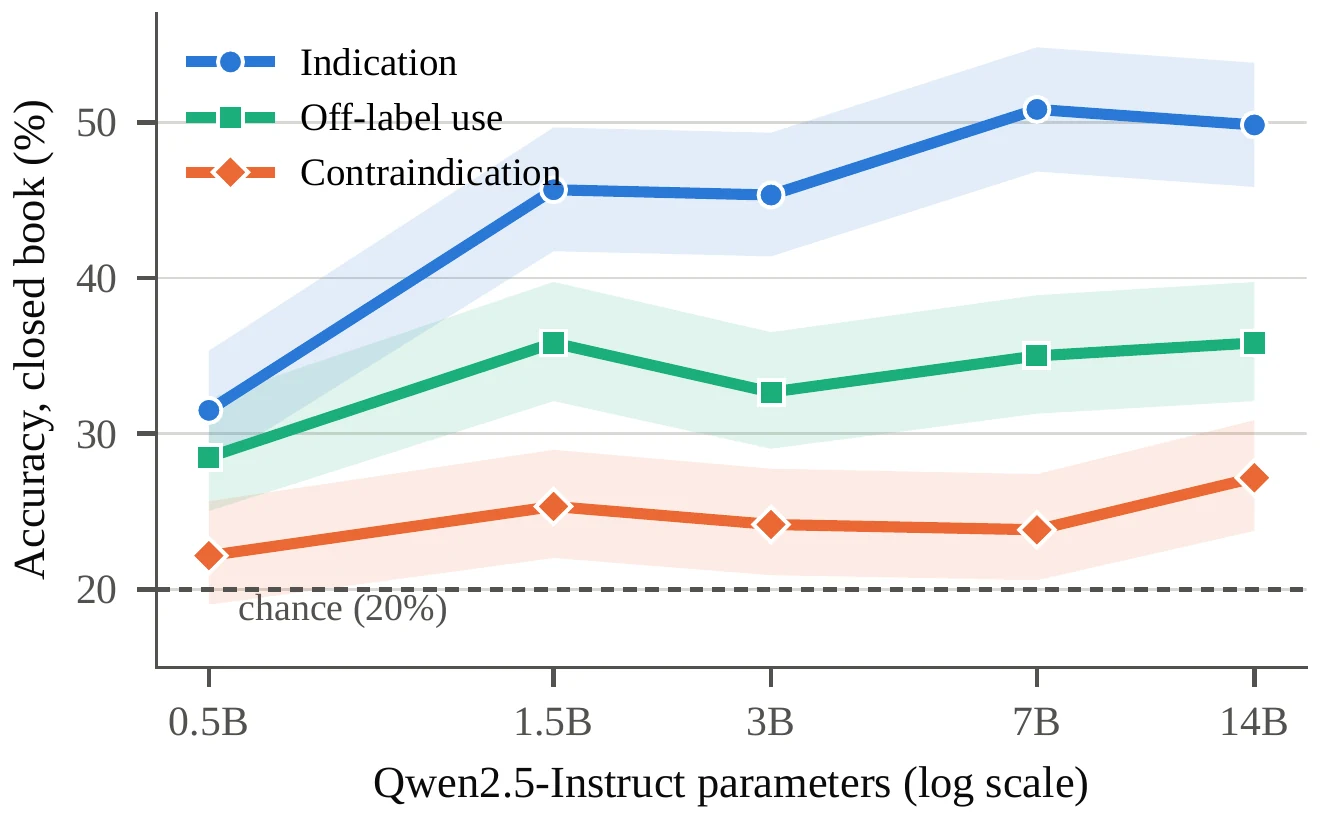 Indication
Off-label use
Contraindication
Accuracy, closed book (%)
50
40
30
20
chance (20%)
0.5B
1.5B
3B
7B
14B
Qwen2.5-Instruct parameters (log scale)